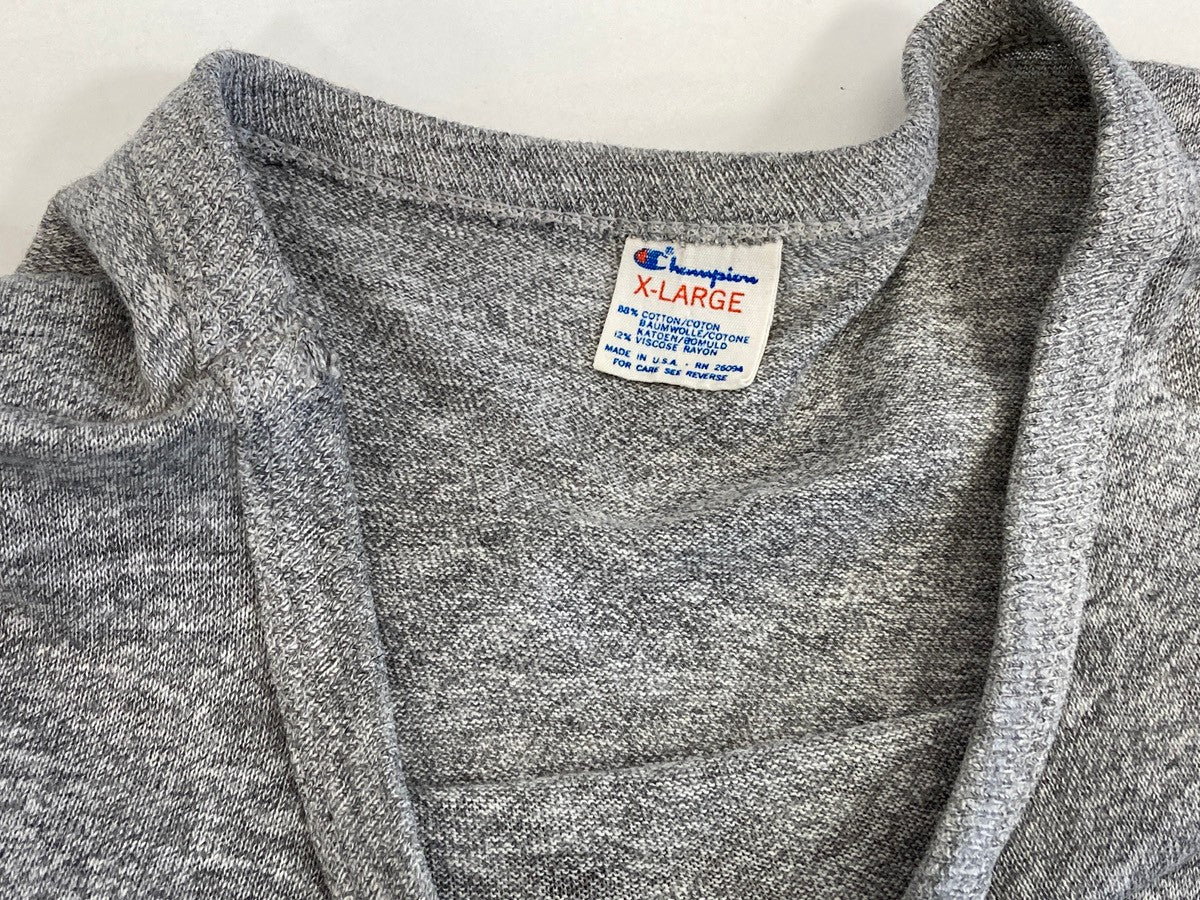 Champion
X-LARGE
88% COTTON/COTON
BAUMWOLLE/COTONE
KATOEN/BOMULD
12% VISCOSE RAYON
MADE IN U.S.A. · RN 26094
FOR CARE SEE REVERSE